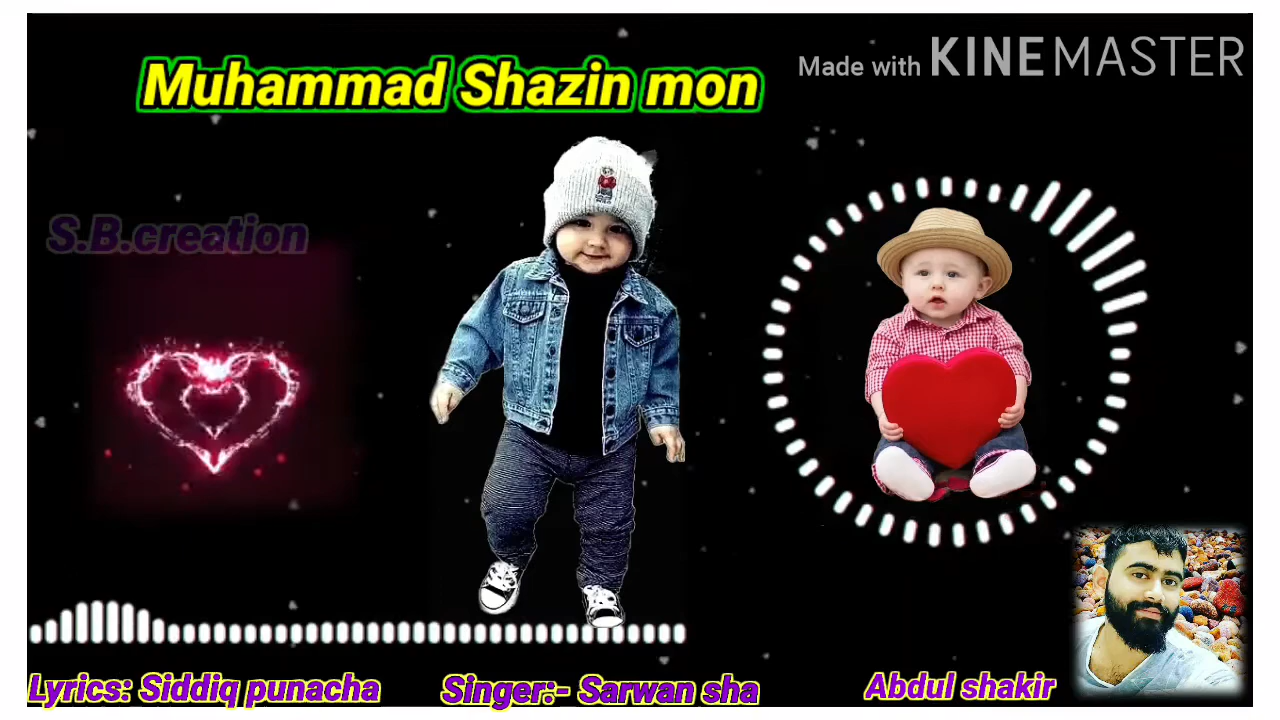 Muhammad Shazin mon
Made with KINEMASTER
S.B.creation
Lyrics: Siddiq punacha
Singer:- Sarwan sha
Abdul shakir